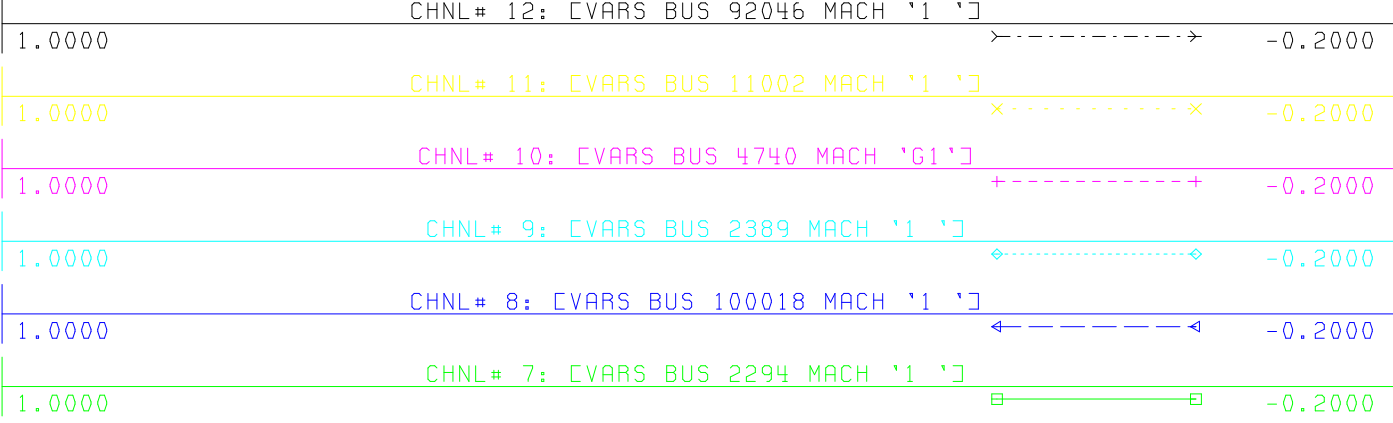 CHNL# 12: [VARS BUS 92046 MACH '1 ']
1.0000 -0.2000
CHNL# 11: [VARS BUS 11002 MACH '1 ']
1.0000 -0.2000
CHNL# 10: [VARS BUS 4740 MACH 'G1']
1.0000 -0.2000
CHNL# 9: [VARS BUS 2389 MACH '1 ']
1.0000 -0.2000
CHNL# 8: [VARS BUS 100018 MACH '1 ']
1.0000 -0.2000
CHNL# 7: [VARS BUS 2294 MACH '1 ']
1.0000 -0.2000